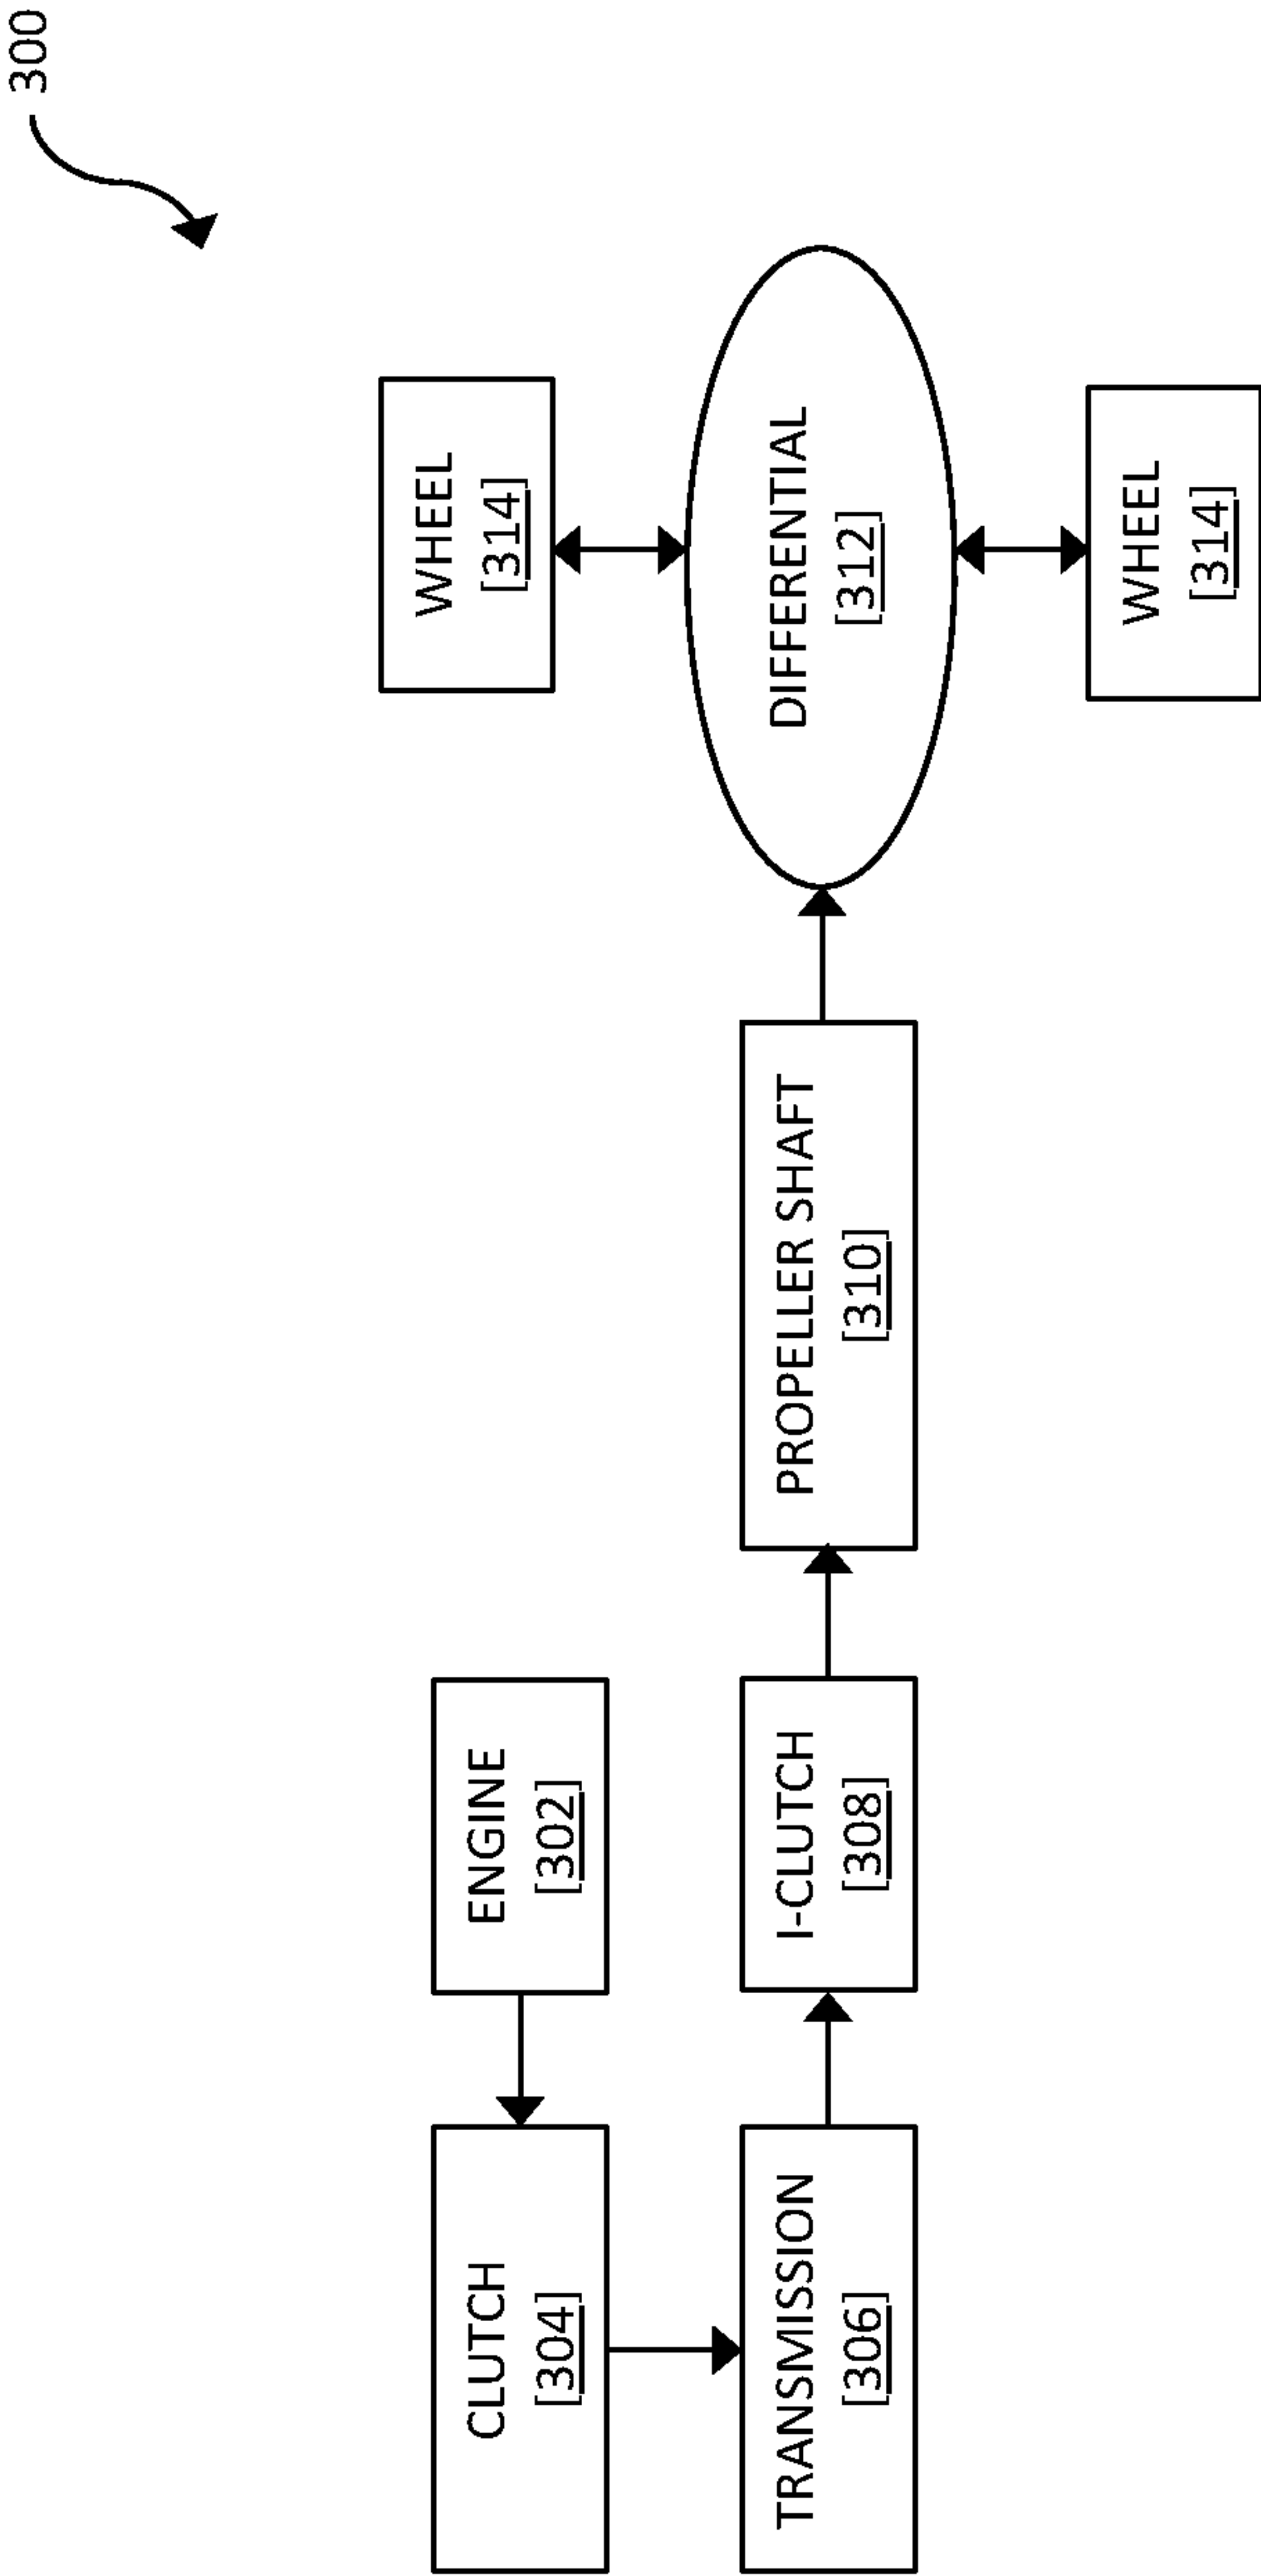 300
CLUTCH
[304]
ENGINE
[302]
TRANSMISSION
[306]
I-CLUTCH
[308]
PROPELLER SHAFT
[310]
DIFFERENTIAL
[312]
WHEEL
[314]
WHEEL
[314]